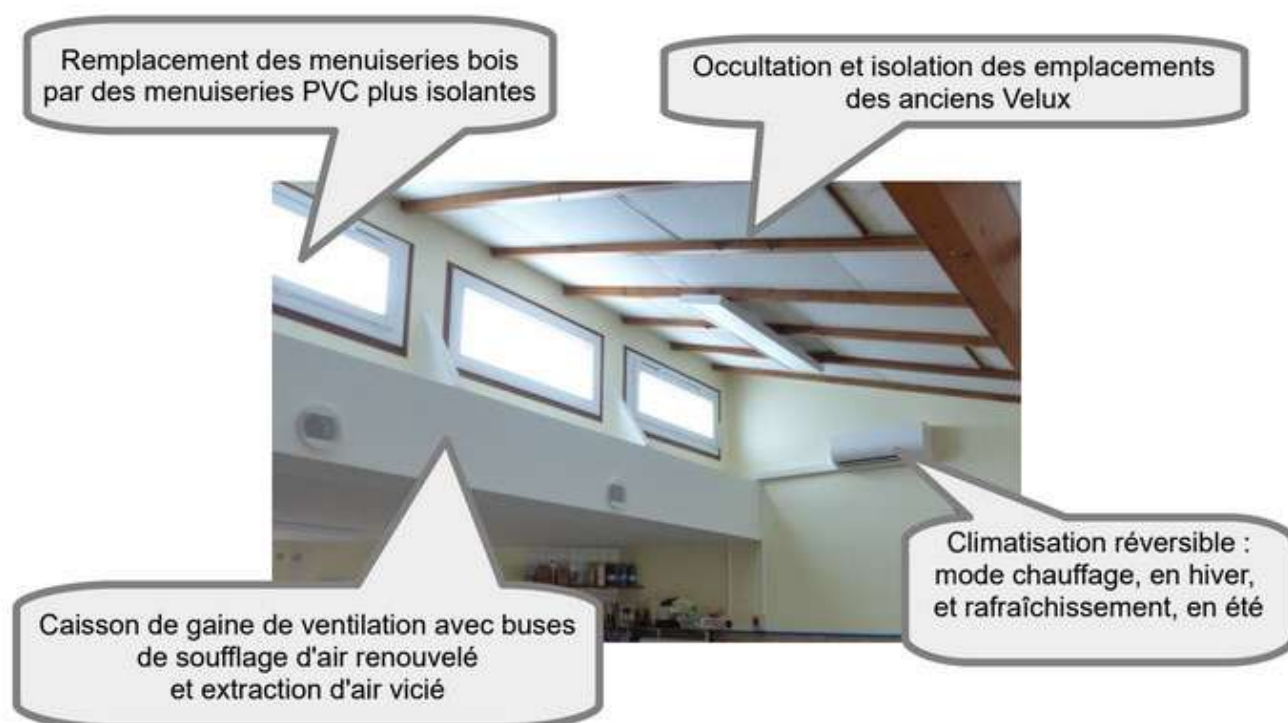 Remplacement des menuiseries bois
par des menuiseries PVC plus isolantes
Occultation et isolation des emplacements
des anciens Velux
Climatisation réversible :
mode chauffage, en hiver,
et rafraîchissement, en été
Caisson de gaine de ventilation avec buses
de soufflage d'air renouvelé
et extraction d'air vicié